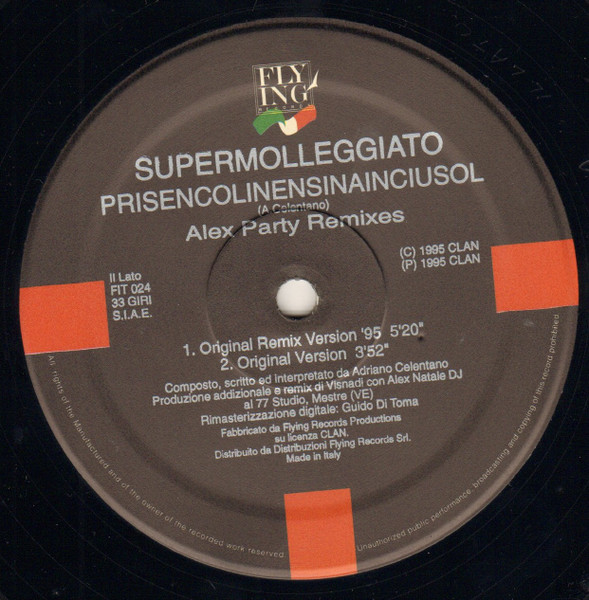 FLY
ING
RECORDS
SUPERMOLLEGGIATO
PRISENCOLINENSINAINCIUSOL
(A Celentano)
Alex Party Remixes
(C) 1995 CLAN
(P) 1995 CLAN
II Lato
FIT 024
33 GIRI
S.I.A.E.
1. Original Remix Version '95 5'20"
2. Original Version 3'52"
Composto, scritto ed interpretato da Adriano Celentano
Produzione addizionale e remix di Visnadi con Alex Natale DJ
al 77 Studio, Mestre (VE)
Rimasterizzazione digitale: Guido Di Toma
Fabbricato da Flying Records Productions
su licenza CLAN.
Distribuito da Distribuzioni Flying Records Srl.
Made in Italy
All rights of the Manufactured and of the owner of the recorded work reserved. Unauthorized public performance, broadcasting and copying of this record prohibited.